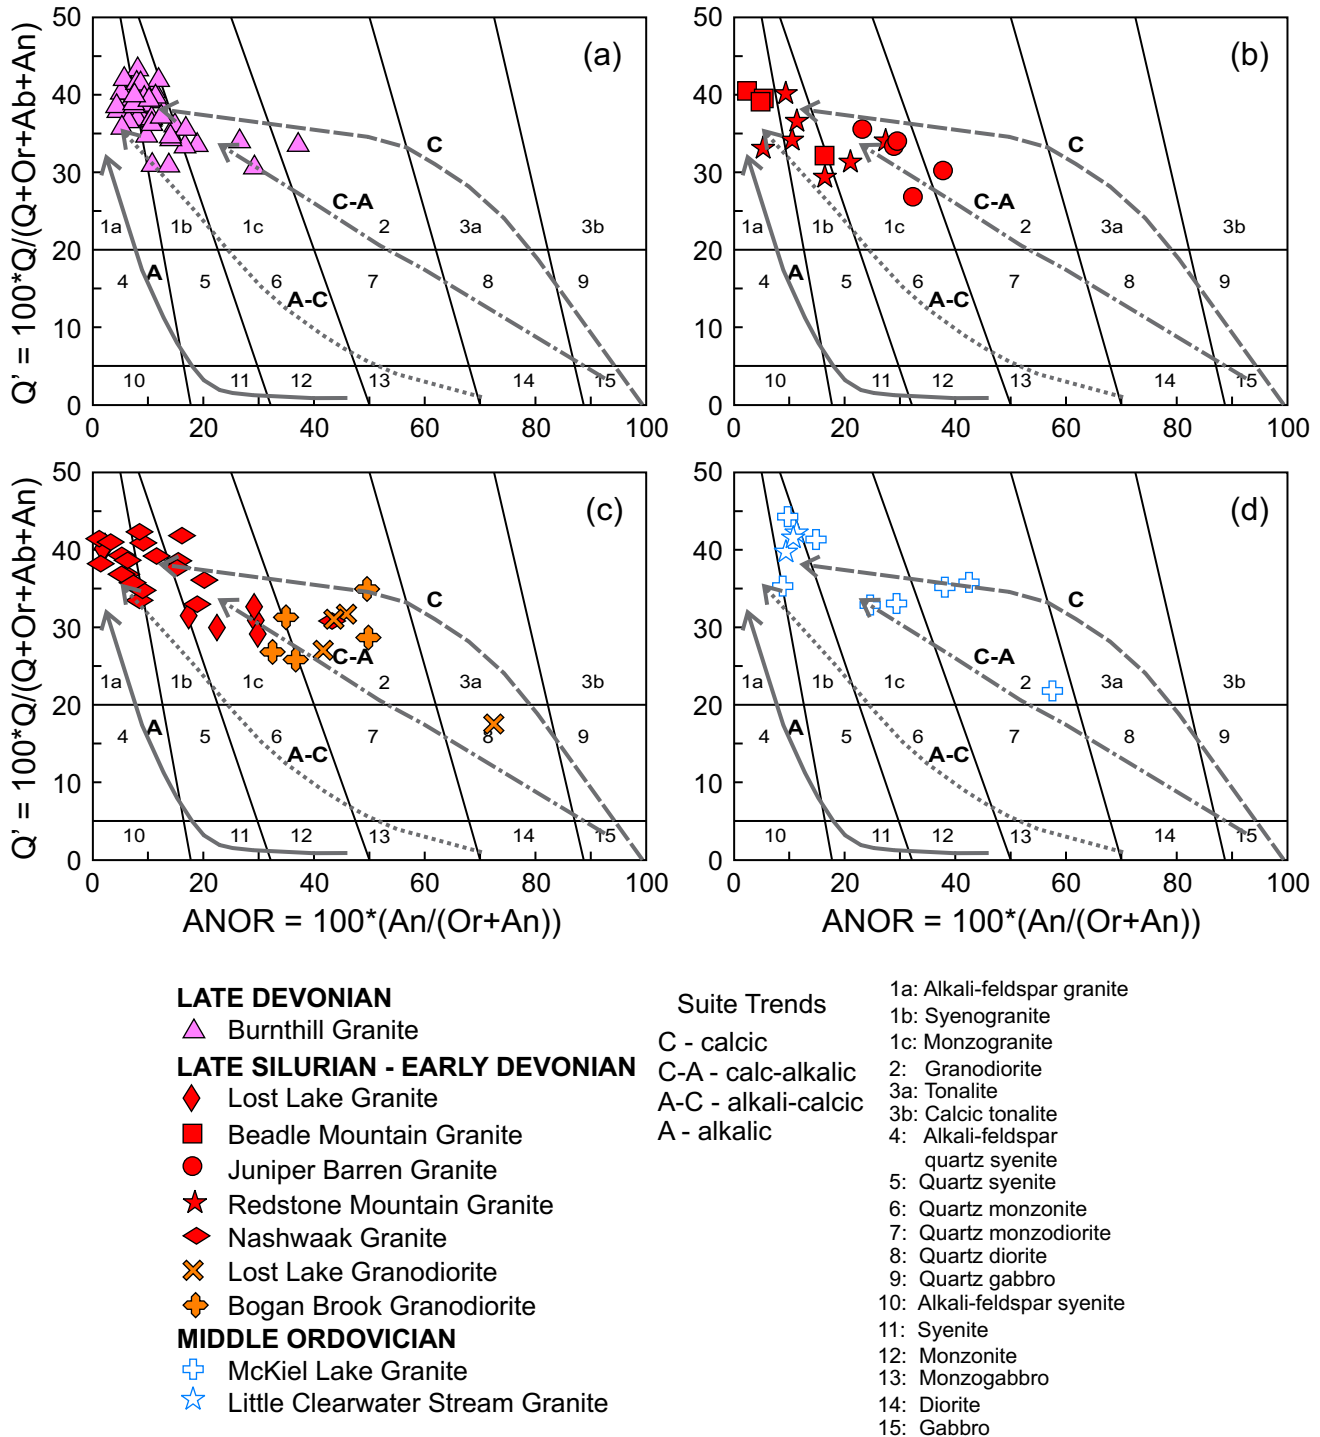 Q’ = 100*Q/(Q+Or+Ab+An)
50
40
30
20
10
0
0 20 40 60 80 100
(a)
C
C-A
A-C
A
1a 1b 1c 2 3a 3b
4 5 6 7 8 9
10 11 12 13 14 15
50
40
30
20
10
0
0 20 40 60 80 100
(b)
C
C-A
A-C
A
1a 1b 1c 2 3a 3b
4 5 6 7 8 9
10 11 12 13 14 15
Q’ = 100*Q/(Q+Or+Ab+An)
50
40
30
20
10
0
0 20 40 60 80 100
ANOR = 100*(An/(Or+An))
(c)
C
C-A
A-C
A
1a 1b 1c 2 3a 3b
4 5 6 7 8 9
10 11 12 13 14 15
50
40
30
20
10
0
0 20 40 60 80 100
ANOR = 100*(An/(Or+An))
(d)
C
C-A
A-C
A
1a 1b 1c 2 3a 3b
4 5 6 7 8 9
10 11 12 13 14 15
LATE DEVONIAN
Burnthill Granite
LATE SILURIAN - EARLY DEVONIAN
Lost Lake Granite
Beadle Mountain Granite
Juniper Barren Granite
Redstone Mountain Granite
Nashwaak Granite
Lost Lake Granodiorite
Bogan Brook Granodiorite
MIDDLE ORDOVICIAN
McKiel Lake Granite
Little Clearwater Stream Granite
Suite Trends
C - calcic
C-A - calc-alkalic
A-C - alkali-calcic
A - alkalic
1a: Alkali-feldspar granite
1b: Syenogranite
1c: Monzogranite
2: Granodiorite
3a: Tonalite
3b: Calcic tonalite
4: Alkali-feldspar
quartz syenite
5: Quartz syenite
6: Quartz monzonite
7: Quartz monzodiorite
8: Quartz diorite
9: Quartz gabbro
10: Alkali-feldspar syenite
11: Syenite
12: Monzonite
13: Monzogabbro
14: Diorite
15: Gabbro